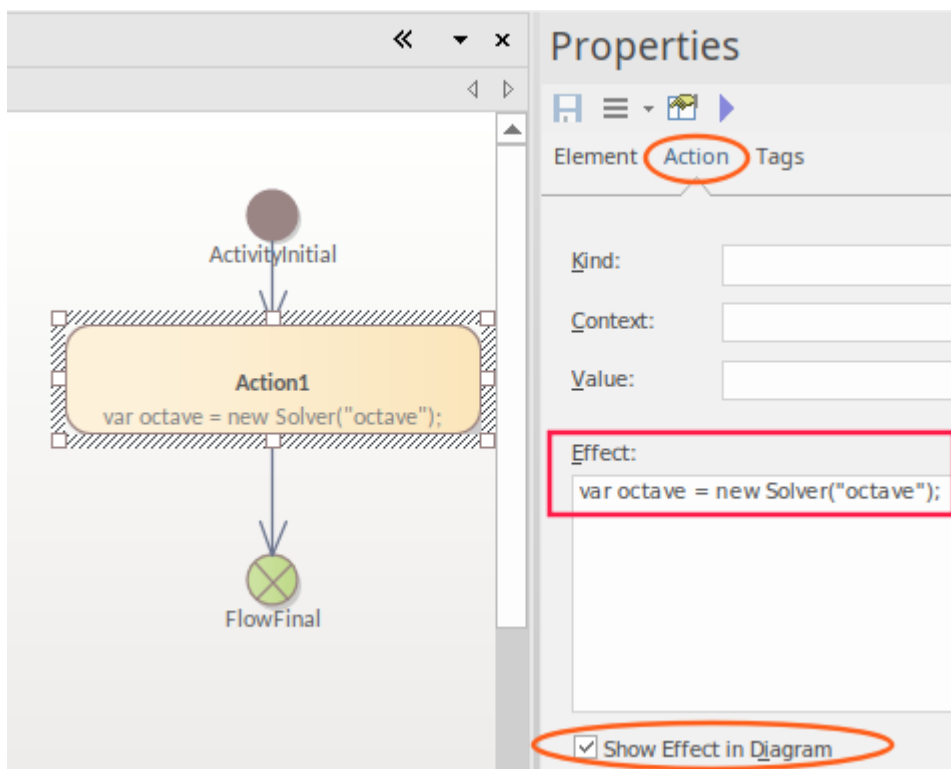 Properties
Element Action Tags
ActivityInitial
Kind:
Context:
Action1
Value:
var octave = new Solver("octave");
Effect:
var octave = new Solver("octave");
FlowFinal
Show Effect in Diagram